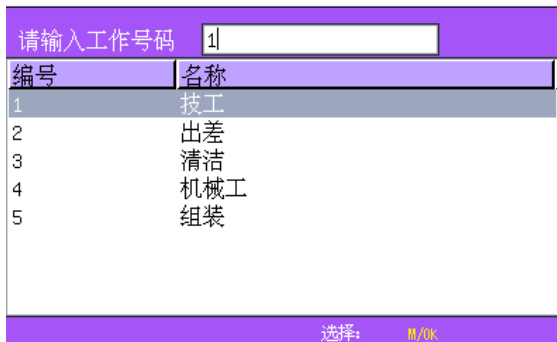 请输入工作号码 1
编号 名称
1 技工
2 出差
3 清洁
4 机械工
5 组装
选择: M/OK